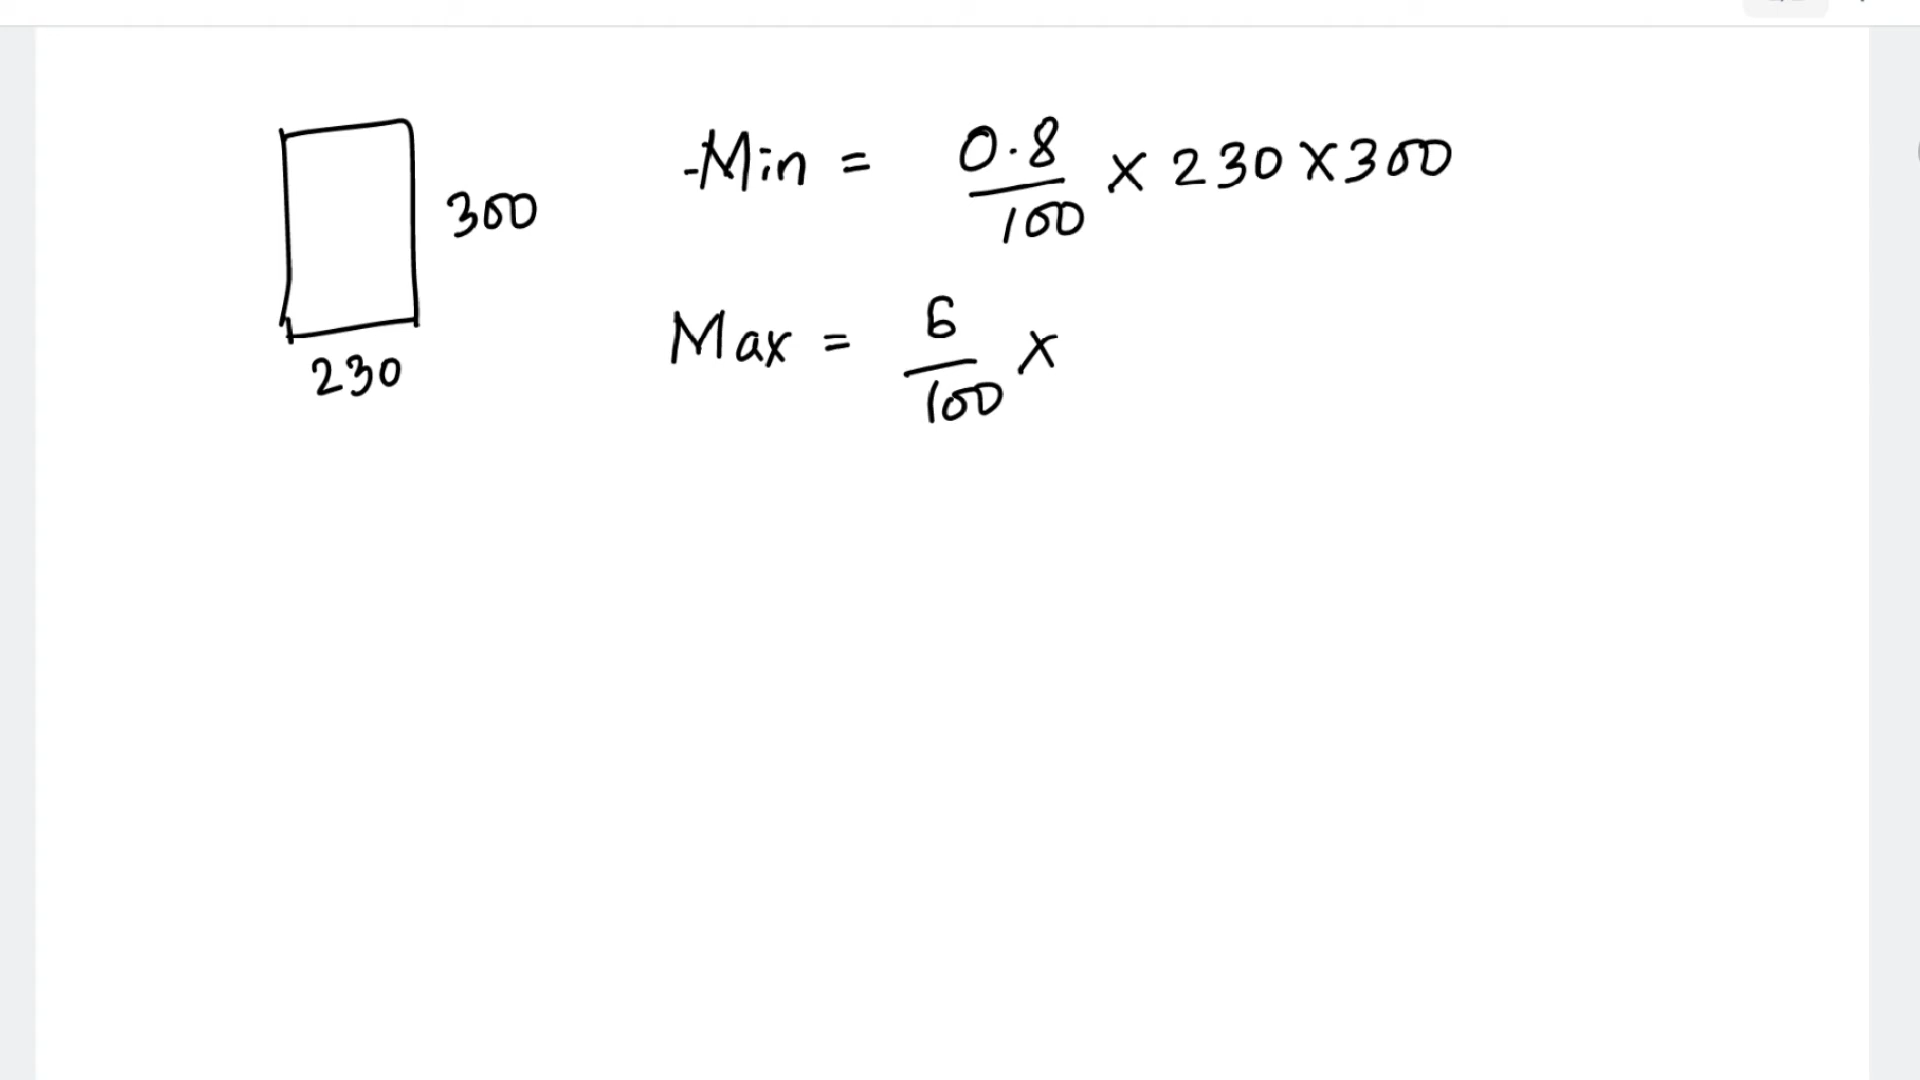 -Min = 0.8/100 × 230 × 300
300
Max = 6/100 ×
230